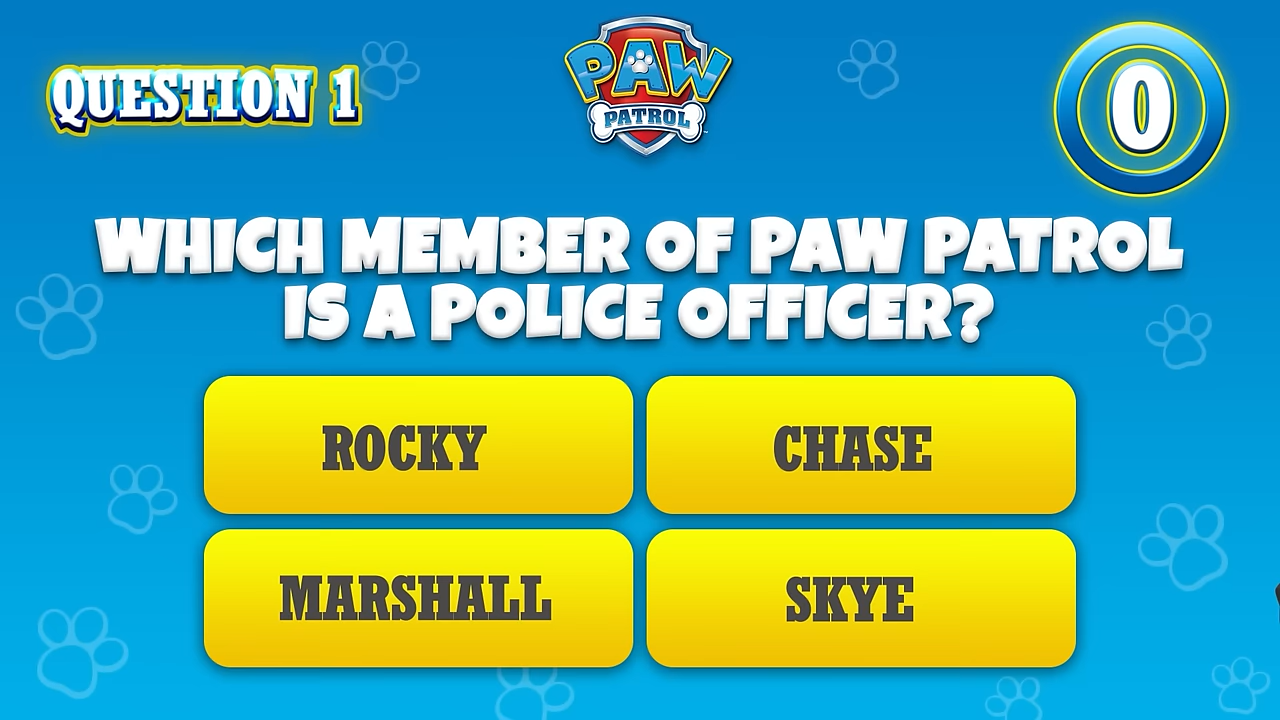 QUESTION 1
PAW
PATROL
0
WHICH MEMBER OF PAW PATROL
IS A POLICE OFFICER?
ROCKY
CHASE
MARSHALL
SKYE